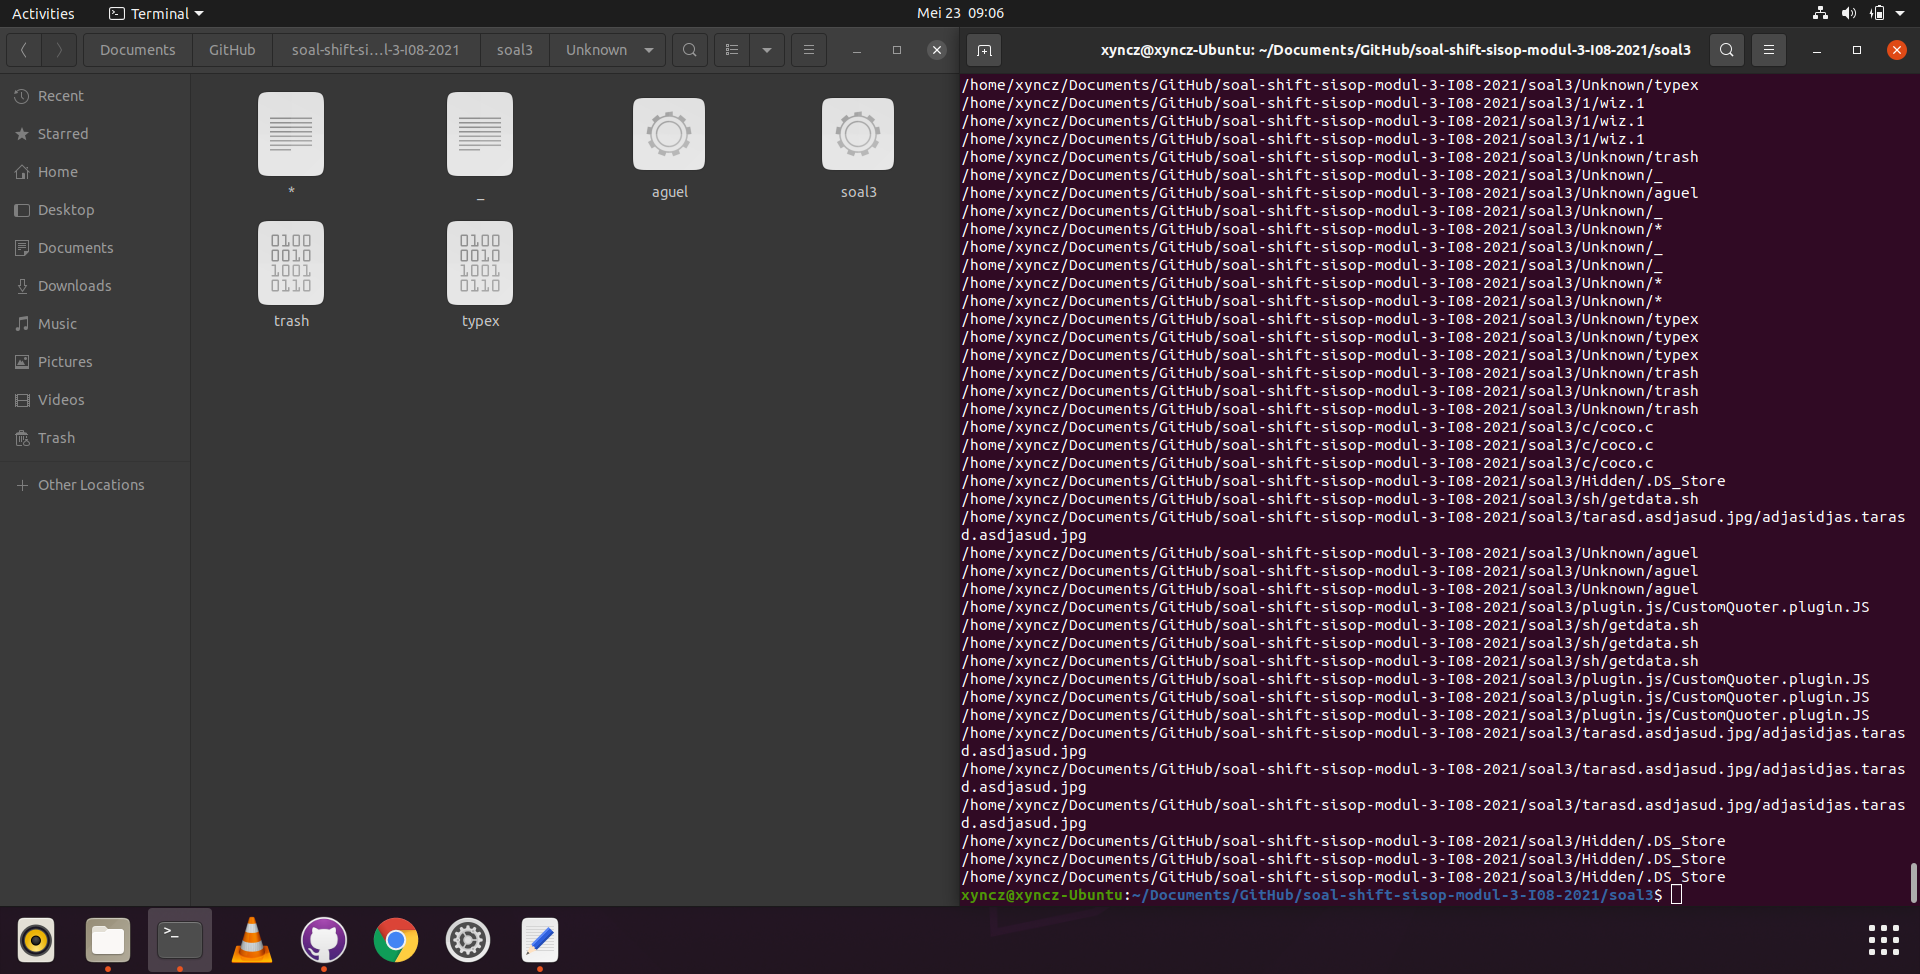 Activities
Terminal
Mei 23 09:06
Documents
GitHub
soal-shift-si...l-3-I08-2021
soal3
Unknown
Recent
Starred
Home
Desktop
Documents
Downloads
Music
Pictures
Videos
Trash
Other Locations
*
_
aguel
soal3
trash
typex
xyncz@xyncz-Ubuntu: ~/Documents/GitHub/soal-shift-sisop-modul-3-I08-2021/soal3
/home/xyncz/Documents/GitHub/soal-shift-sisop-modul-3-I08-2021/soal3/Unknown/typex
/home/xyncz/Documents/GitHub/soal-shift-sisop-modul-3-I08-2021/soal3/1/wiz.1
/home/xyncz/Documents/GitHub/soal-shift-sisop-modul-3-I08-2021/soal3/1/wiz.1
/home/xyncz/Documents/GitHub/soal-shift-sisop-modul-3-I08-2021/soal3/1/wiz.1
/home/xyncz/Documents/GitHub/soal-shift-sisop-modul-3-I08-2021/soal3/Unknown/trash
/home/xyncz/Documents/GitHub/soal-shift-sisop-modul-3-I08-2021/soal3/Unknown/_
/home/xyncz/Documents/GitHub/soal-shift-sisop-modul-3-I08-2021/soal3/Unknown/aguel
/home/xyncz/Documents/GitHub/soal-shift-sisop-modul-3-I08-2021/soal3/Unknown/_
/home/xyncz/Documents/GitHub/soal-shift-sisop-modul-3-I08-2021/soal3/Unknown/*
/home/xyncz/Documents/GitHub/soal-shift-sisop-modul-3-I08-2021/soal3/Unknown/_
/home/xyncz/Documents/GitHub/soal-shift-sisop-modul-3-I08-2021/soal3/Unknown/_
/home/xyncz/Documents/GitHub/soal-shift-sisop-modul-3-I08-2021/soal3/Unknown/*
/home/xyncz/Documents/GitHub/soal-shift-sisop-modul-3-I08-2021/soal3/Unknown/*
/home/xyncz/Documents/GitHub/soal-shift-sisop-modul-3-I08-2021/soal3/Unknown/typex
/home/xyncz/Documents/GitHub/soal-shift-sisop-modul-3-I08-2021/soal3/Unknown/typex
/home/xyncz/Documents/GitHub/soal-shift-sisop-modul-3-I08-2021/soal3/Unknown/typex
/home/xyncz/Documents/GitHub/soal-shift-sisop-modul-3-I08-2021/soal3/Unknown/trash
/home/xyncz/Documents/GitHub/soal-shift-sisop-modul-3-I08-2021/soal3/Unknown/trash
/home/xyncz/Documents/GitHub/soal-shift-sisop-modul-3-I08-2021/soal3/Unknown/trash
/home/xyncz/Documents/GitHub/soal-shift-sisop-modul-3-I08-2021/soal3/c/coco.c
/home/xyncz/Documents/GitHub/soal-shift-sisop-modul-3-I08-2021/soal3/c/coco.c
/home/xyncz/Documents/GitHub/soal-shift-sisop-modul-3-I08-2021/soal3/c/coco.c
/home/xyncz/Documents/GitHub/soal-shift-sisop-modul-3-I08-2021/soal3/Hidden/.DS_Store
/home/xyncz/Documents/GitHub/soal-shift-sisop-modul-3-I08-2021/soal3/sh/getdata.sh
/home/xyncz/Documents/GitHub/soal-shift-sisop-modul-3-I08-2021/soal3/tarasd.asdjasud.jpg/adjasidjas.taras
d.asdjasud.jpg
/home/xyncz/Documents/GitHub/soal-shift-sisop-modul-3-I08-2021/soal3/Unknown/aguel
/home/xyncz/Documents/GitHub/soal-shift-sisop-modul-3-I08-2021/soal3/Unknown/aguel
/home/xyncz/Documents/GitHub/soal-shift-sisop-modul-3-I08-2021/soal3/Unknown/aguel
/home/xyncz/Documents/GitHub/soal-shift-sisop-modul-3-I08-2021/soal3/plugin.js/CustomQuoter.plugin.JS
/home/xyncz/Documents/GitHub/soal-shift-sisop-modul-3-I08-2021/soal3/sh/getdata.sh
/home/xyncz/Documents/GitHub/soal-shift-sisop-modul-3-I08-2021/soal3/sh/getdata.sh
/home/xyncz/Documents/GitHub/soal-shift-sisop-modul-3-I08-2021/soal3/sh/getdata.sh
/home/xyncz/Documents/GitHub/soal-shift-sisop-modul-3-I08-2021/soal3/plugin.js/CustomQuoter.plugin.JS
/home/xyncz/Documents/GitHub/soal-shift-sisop-modul-3-I08-2021/soal3/plugin.js/CustomQuoter.plugin.JS
/home/xyncz/Documents/GitHub/soal-shift-sisop-modul-3-I08-2021/soal3/plugin.js/CustomQuoter.plugin.JS
/home/xyncz/Documents/GitHub/soal-shift-sisop-modul-3-I08-2021/soal3/tarasd.asdjasud.jpg/adjasidjas.taras
d.asdjasud.jpg
/home/xyncz/Documents/GitHub/soal-shift-sisop-modul-3-I08-2021/soal3/tarasd.asdjasud.jpg/adjasidjas.taras
d.asdjasud.jpg
/home/xyncz/Documents/GitHub/soal-shift-sisop-modul-3-I08-2021/soal3/tarasd.asdjasud.jpg/adjasidjas.taras
d.asdjasud.jpg
/home/xyncz/Documents/GitHub/soal-shift-sisop-modul-3-I08-2021/soal3/Hidden/.DS_Store
/home/xyncz/Documents/GitHub/soal-shift-sisop-modul-3-I08-2021/soal3/Hidden/.DS_Store
/home/xyncz/Documents/GitHub/soal-shift-sisop-modul-3-I08-2021/soal3/Hidden/.DS_Store
xyncz@xyncz-Ubuntu:~/Documents/GitHub/soal-shift-sisop-modul-3-I08-2021/soal3$